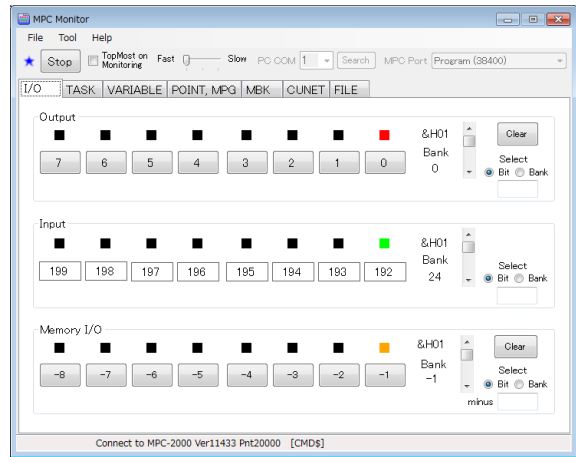 MPC Monitor
File Tool Help
Stop TopMost on Monitoring Fast Slow PC COM 1 Search MPC Port Program (38400)
I/O TASK VARIABLE POINT, MPG MBK CUNET FILE
Output
&H01 Clear
Bank
0
Select
Bit Bank
7 6 5 4 3 2 1 0
Input
&H01
Bank
24
Select
Bit Bank
199 198 197 196 195 194 193 192
Memory I/O
&H01 Clear
Bank
-1
Select
Bit Bank
-8 -7 -6 -5 -4 -3 -2 -1
minus
Connect to MPC-2000 Ver11433 Pnt20000 [CMD$]